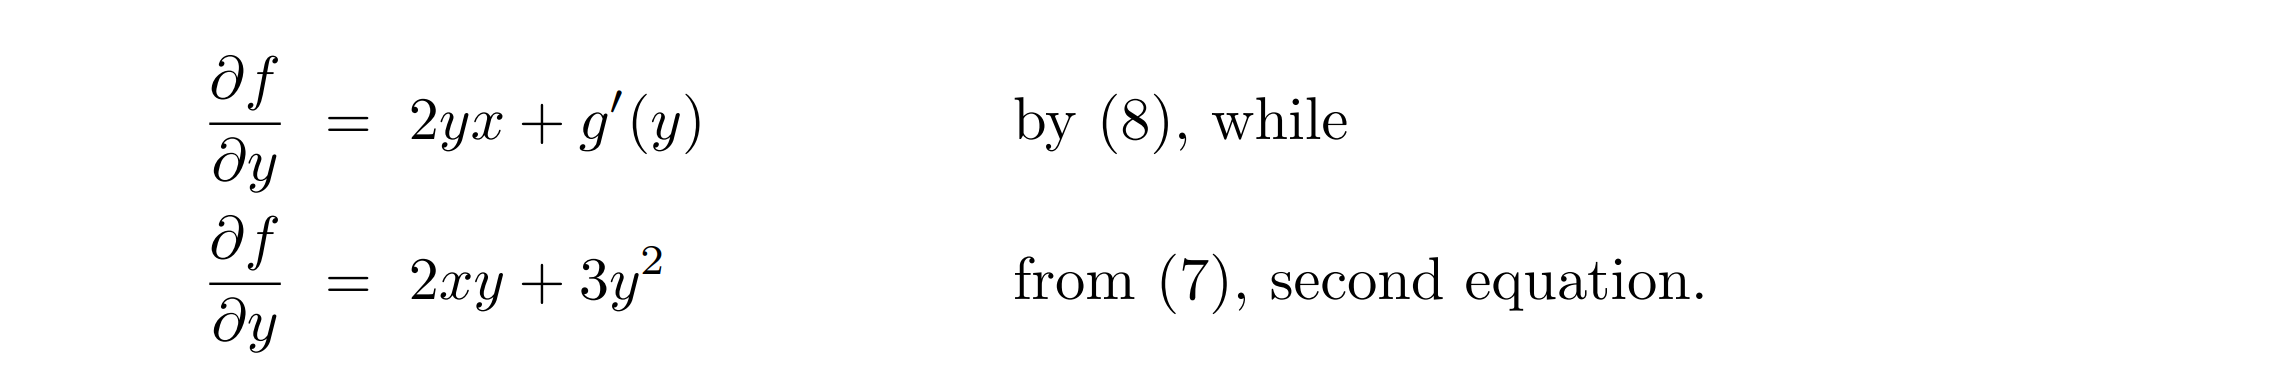 ∂f/∂y = 2yx + g′(y) by (8), while
∂f/∂y = 2xy + 3y² from (7), second equation.